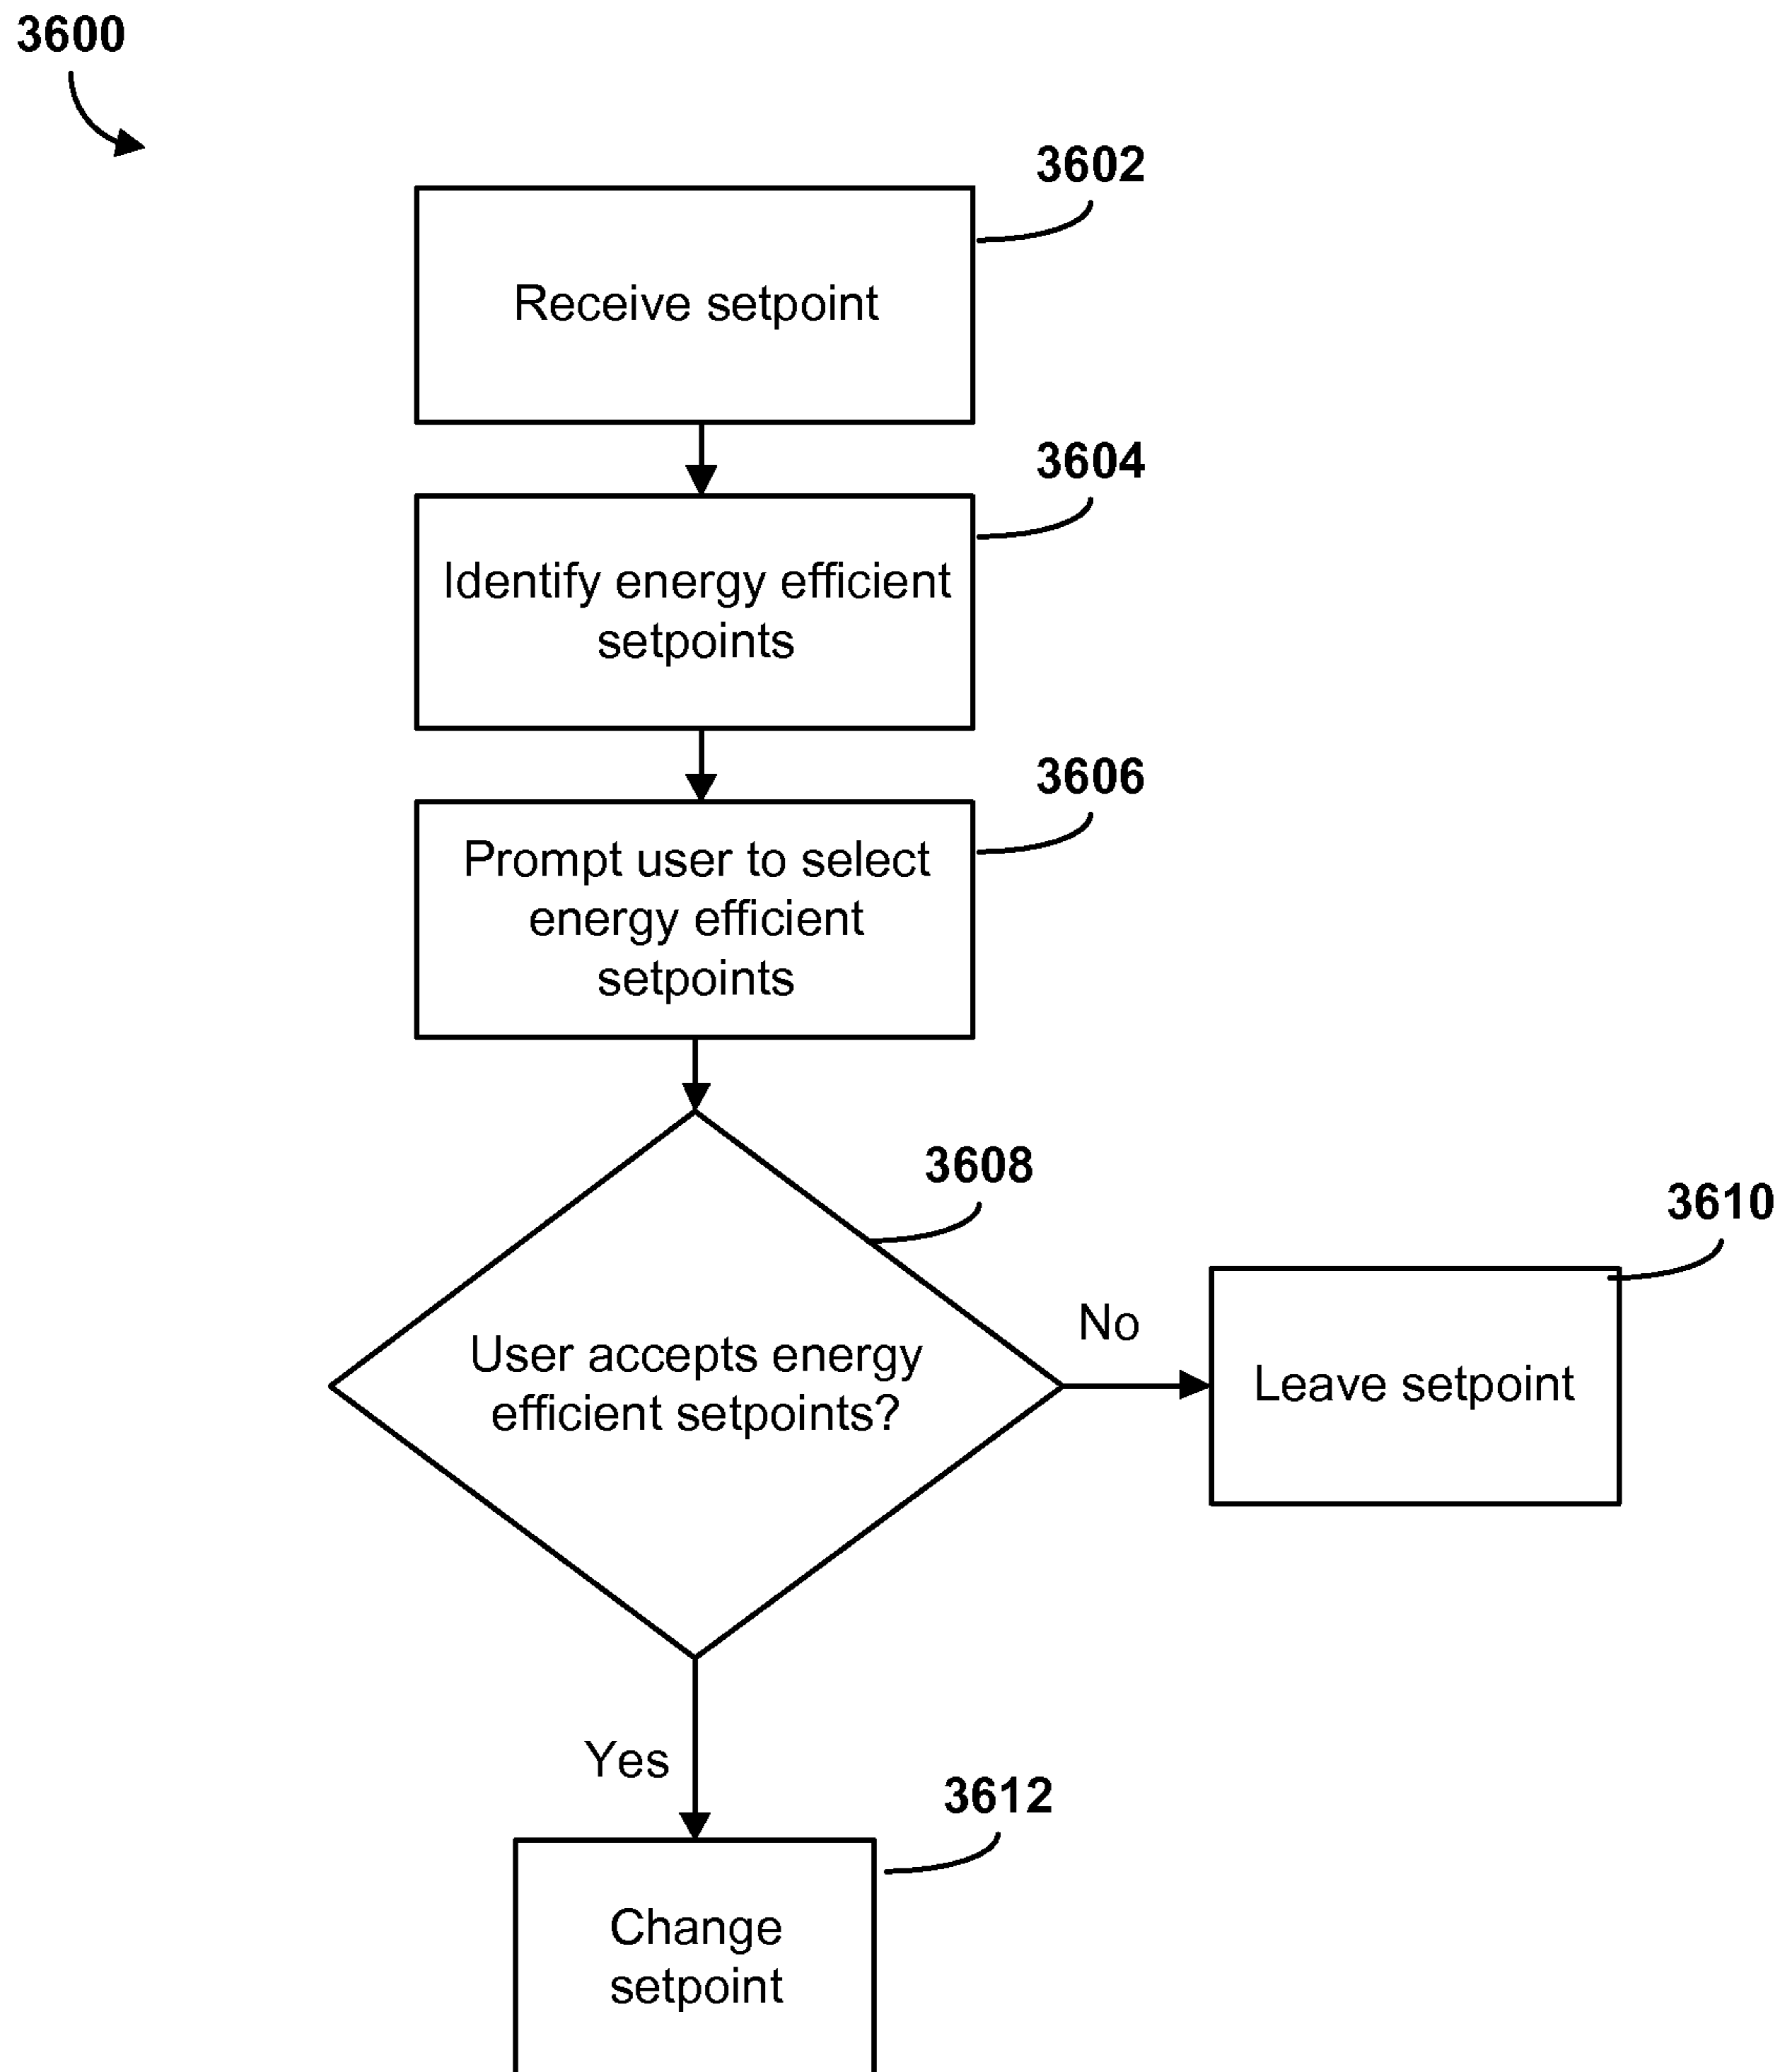 3600
3602
Receive setpoint
3604
Identify energy efficient
setpoints
3606
Prompt user to select
energy efficient
setpoints
3608
User accepts energy
efficient setpoints?
No
3610
Leave setpoint
Yes
3612
Change
setpoint